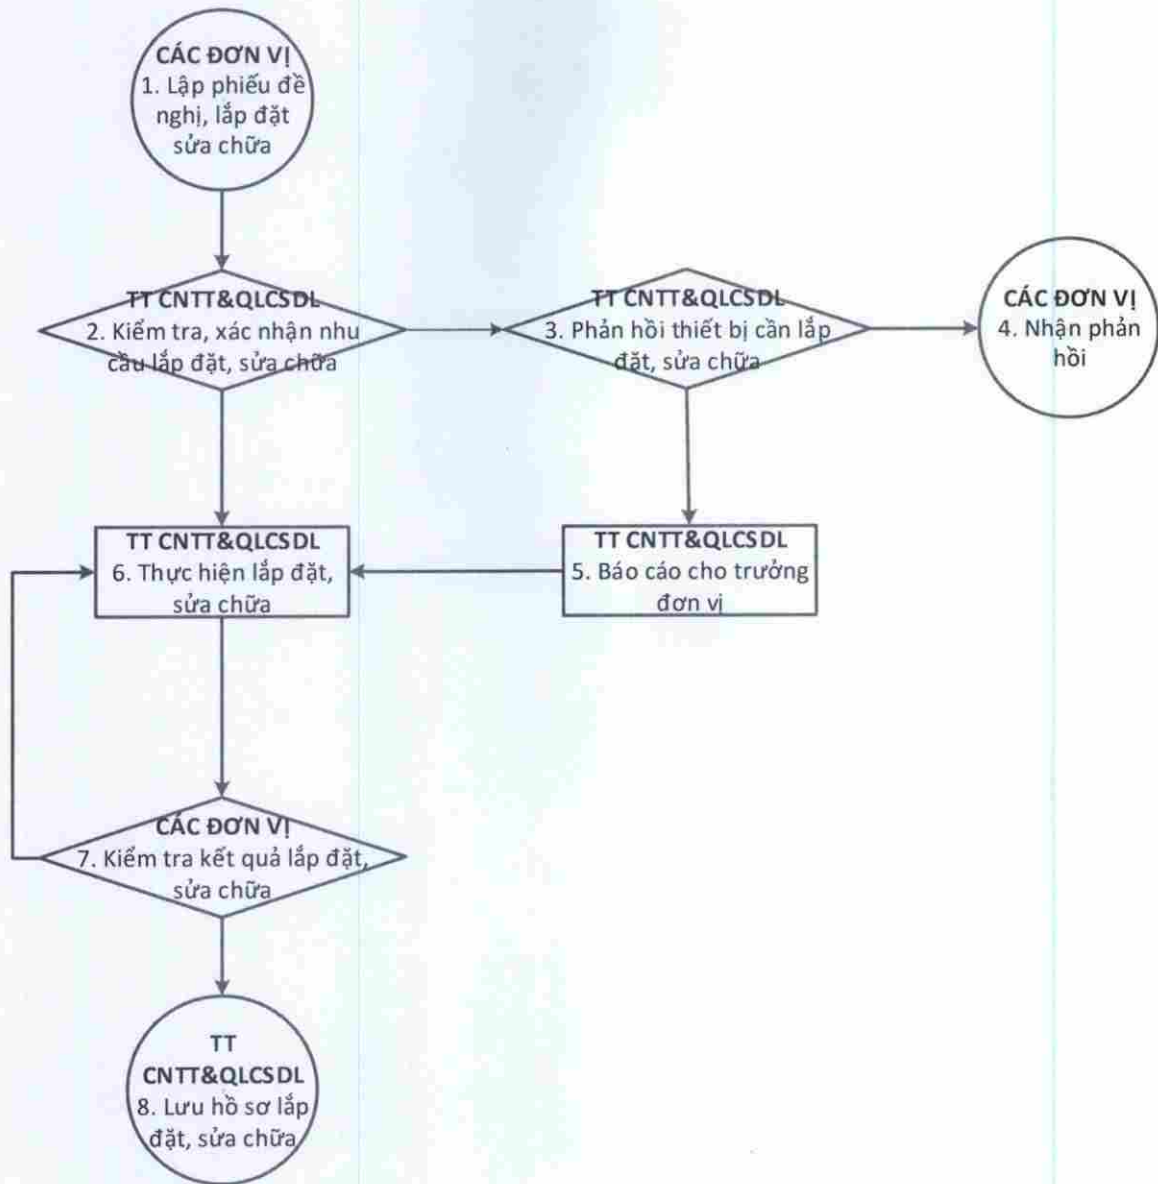 CÁC ĐƠN VỊ
1. Lập phiếu đề
nghị, lắp đặt
sửa chữa
TT CNTT&QLCSDL
2. Kiểm tra, xác nhận nhu
cầu lắp đặt, sửa chữa
TT CNTT&QLCSDL
3. Phản hồi thiết bị cần lắp
đặt, sửa chữa
CÁC ĐƠN VỊ
4. Nhận phản
hồi
TT CNTT&QLCSDL
6. Thực hiện lắp đặt,
sửa chữa
TT CNTT&QLCSDL
5. Báo cáo cho trưởng
đơn vị
CÁC ĐƠN VỊ
7. Kiểm tra kết quả lắp đặt,
sửa chữa
TT
CNTT&QLCSDL
8. Lưu hồ sơ lắp
đặt, sửa chữa